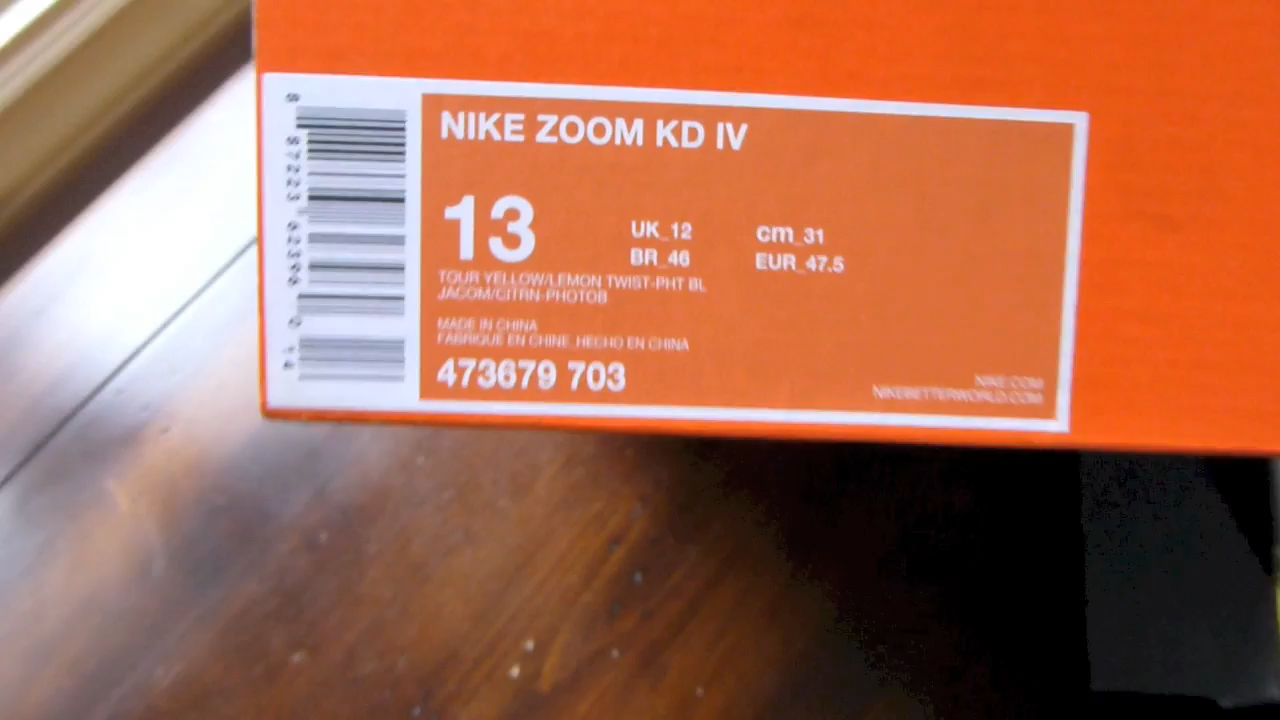 NIKE ZOOM KD IV
13
UK_12 cm_31
BR_46 EUR_47.5
TOUR YELLOW/LEMON TWIST-PHT BL
JACOM/CITRN-PHOTOB
MADE IN CHINA
FABRIQUE EN CHINE HECHO EN CHINA
473679 703
NIKE.COM
NIKEBETTERWORLD.COM